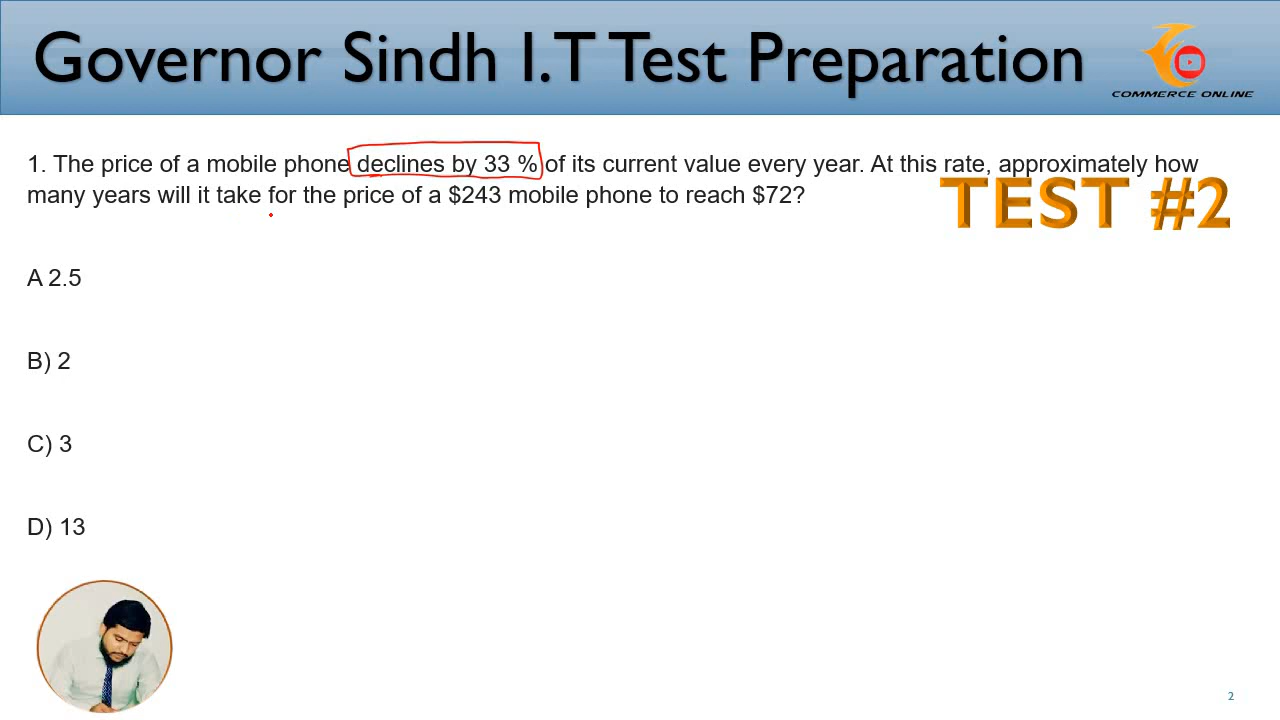 Governor Sindh I.T Test Preparation
COMMERCE ONLINE
1. The price of a mobile phone declines by 33 % of its current value every year. At this rate, approximately how
many years will it take for the price of a $243 mobile phone to reach $72?
TEST #2
A 2.5
B) 2
C) 3
D) 13
2